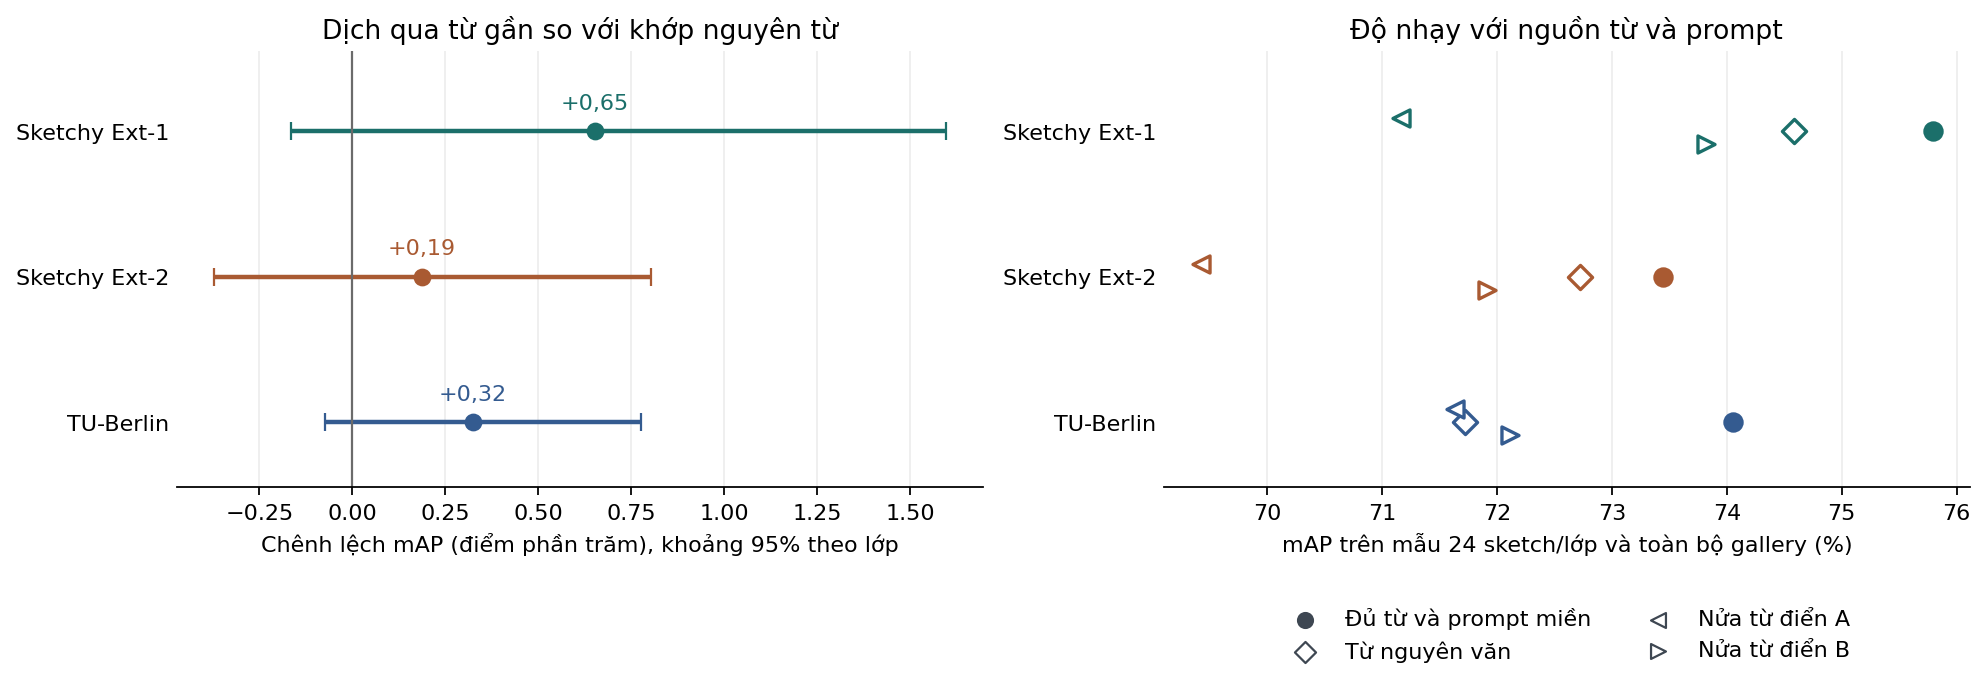 Dịch qua từ gần so với khớp nguyên từ
+0,65
Sketchy Ext-1
+0,19
Sketchy Ext-2
+0,32
TU-Berlin
−0.25 0.00 0.25 0.50 0.75 1.00 1.25 1.50
Chênh lệch mAP (điểm phần trăm), khoảng 95% theo lớp
Độ nhạy với nguồn từ và prompt
Sketchy Ext-1
Sketchy Ext-2
TU-Berlin
70 71 72 73 74 75 76
mAP trên mẫu 24 sketch/lớp và toàn bộ gallery (%)
Đủ từ và prompt miền
Từ nguyên văn
Nửa từ điển A
Nửa từ điển B